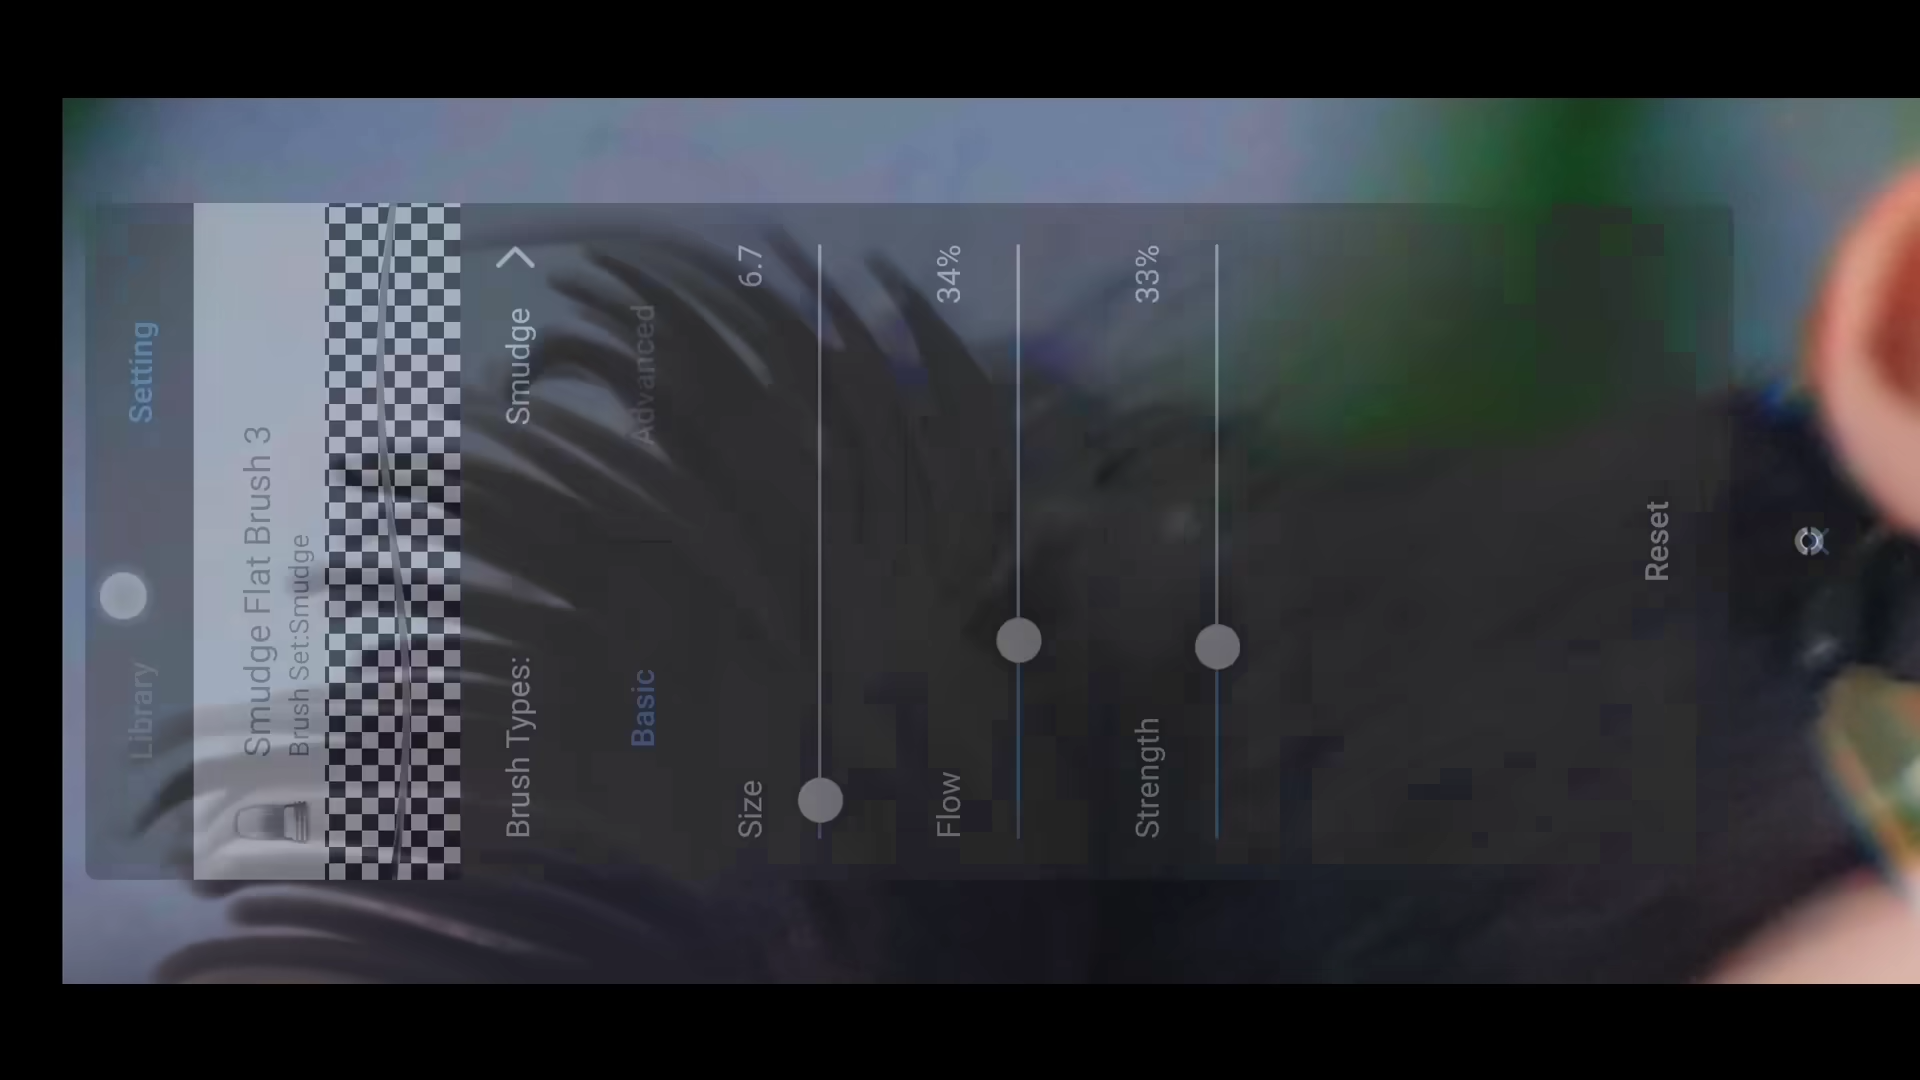 Library
Setting
Smudge Flat Brush 3
Brush Set:Smudge
Brush Types:
Smudge
Basic
Advanced
Size
6.7
Flow
34%
Strength
33%
Reset